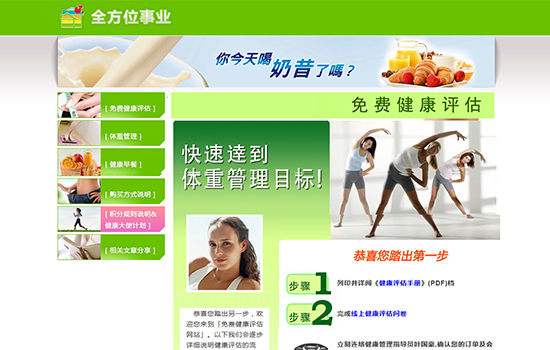 全方位事业
你今天喝奶昔了嗎？
[ 免费健康评估 ]
[ 体重管理 ]
[ 健康早餐 ]
[ 购买方式说明 ]
[ 积分规则说明&
健康大使计划 ]
[ 相关文章分享 ]
免费健康评估
快速達到
体重管理目标!
恭喜您踏出第一步
步骤1 列印并详阅《健康评估手册》(PDF)档
步骤2 完成线上健康评估问卷
立刻连络健康管理指导员叶国豪,确认您的订单及会
恭喜您踏出另一步，欢
迎您来到「免费健康评估
网站」。以下我们会逐步
详细说明健康评估的流